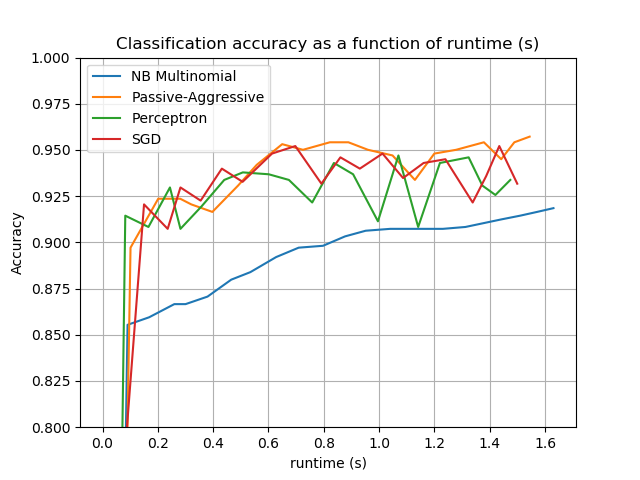 Classification accuracy as a function of runtime (s)
NB Multinomial
Passive-Aggressive
Perceptron
SGD
1.000
0.975
0.950
0.925
0.900
0.875
0.850
0.825
0.800
Accuracy
0.0 0.2 0.4 0.6 0.8 1.0 1.2 1.4 1.6
runtime (s)